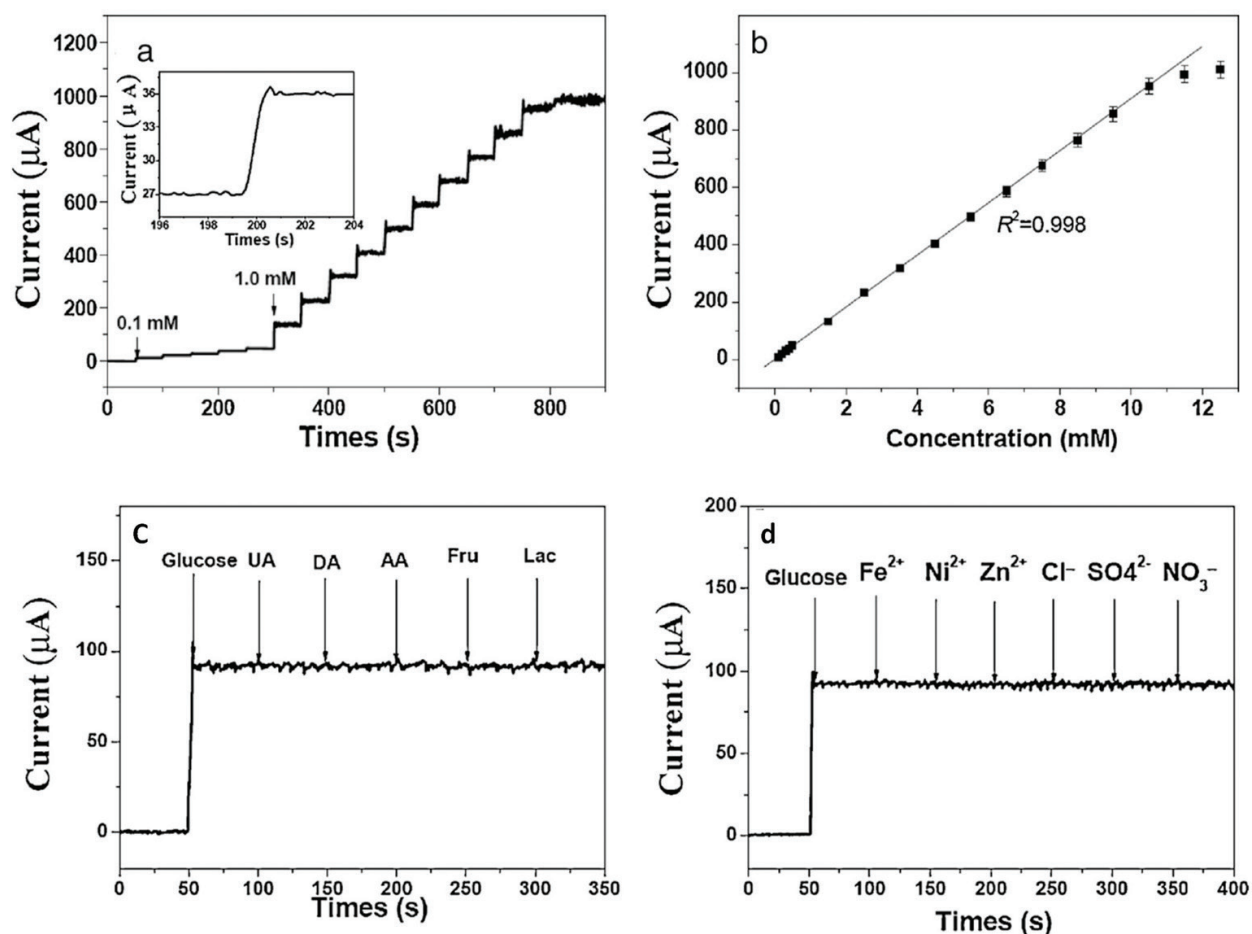 a
1200
1000
800
600
400
200
0
Current (μA)
0 200 400 600 800
Times (s)
0.1 mM
1.0 mM
36
33
30
27
Current (μ A)
196 198 200 202 204
Times (s)
b
1000
800
600
400
200
0
Current (μA)
R²=0.998
0 2 4 6 8 10 12
Concentration (mM)
c
150
100
50
0
Current (μA)
Glucose UA DA AA Fru Lac
0 50 100 150 200 250 300 350
Times (s)
d
200
150
100
50
0
Current (μA)
Glucose Fe²⁺ Ni²⁺ Zn²⁺ Cl⁻ SO4²⁻ NO₃⁻
0 50 100 150 200 250 300 350 400
Times (s)